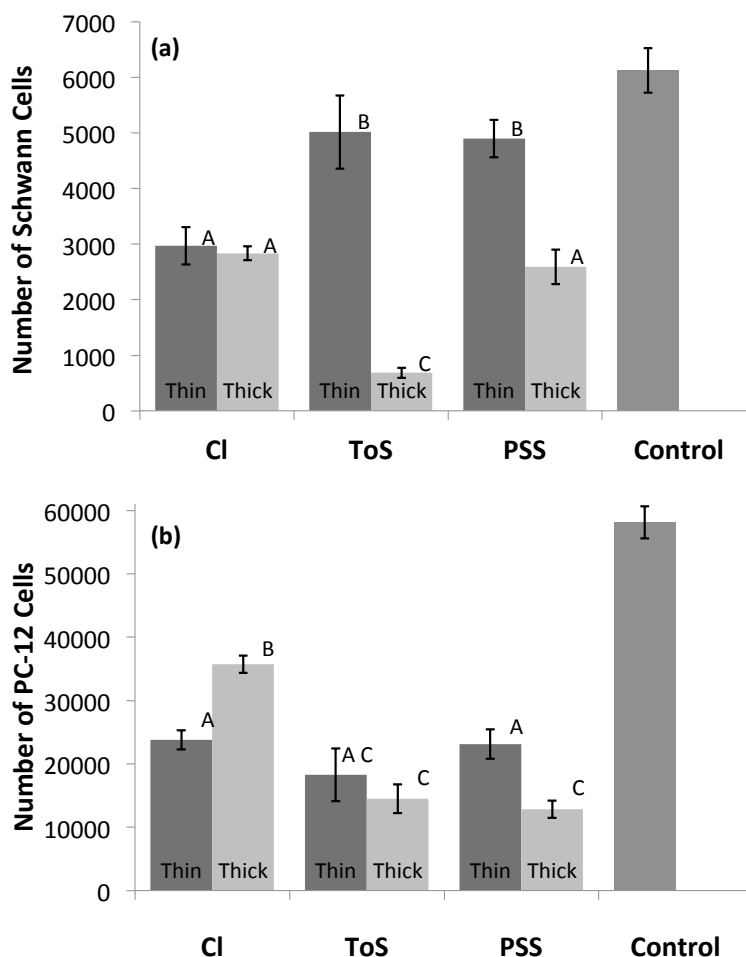 (a)
Number of Schwann Cells
7000
6000
5000
4000
3000
2000
1000
0
A
A
B
C
B
A
Thin Thick Thin Thick Thin Thick
Cl ToS PSS Control
(b)
Number of PC-12 Cells
60000
50000
40000
30000
20000
10000
0
A
B
A C
C
A
C
Thin Thick Thin Thick Thin Thick
Cl ToS PSS Control